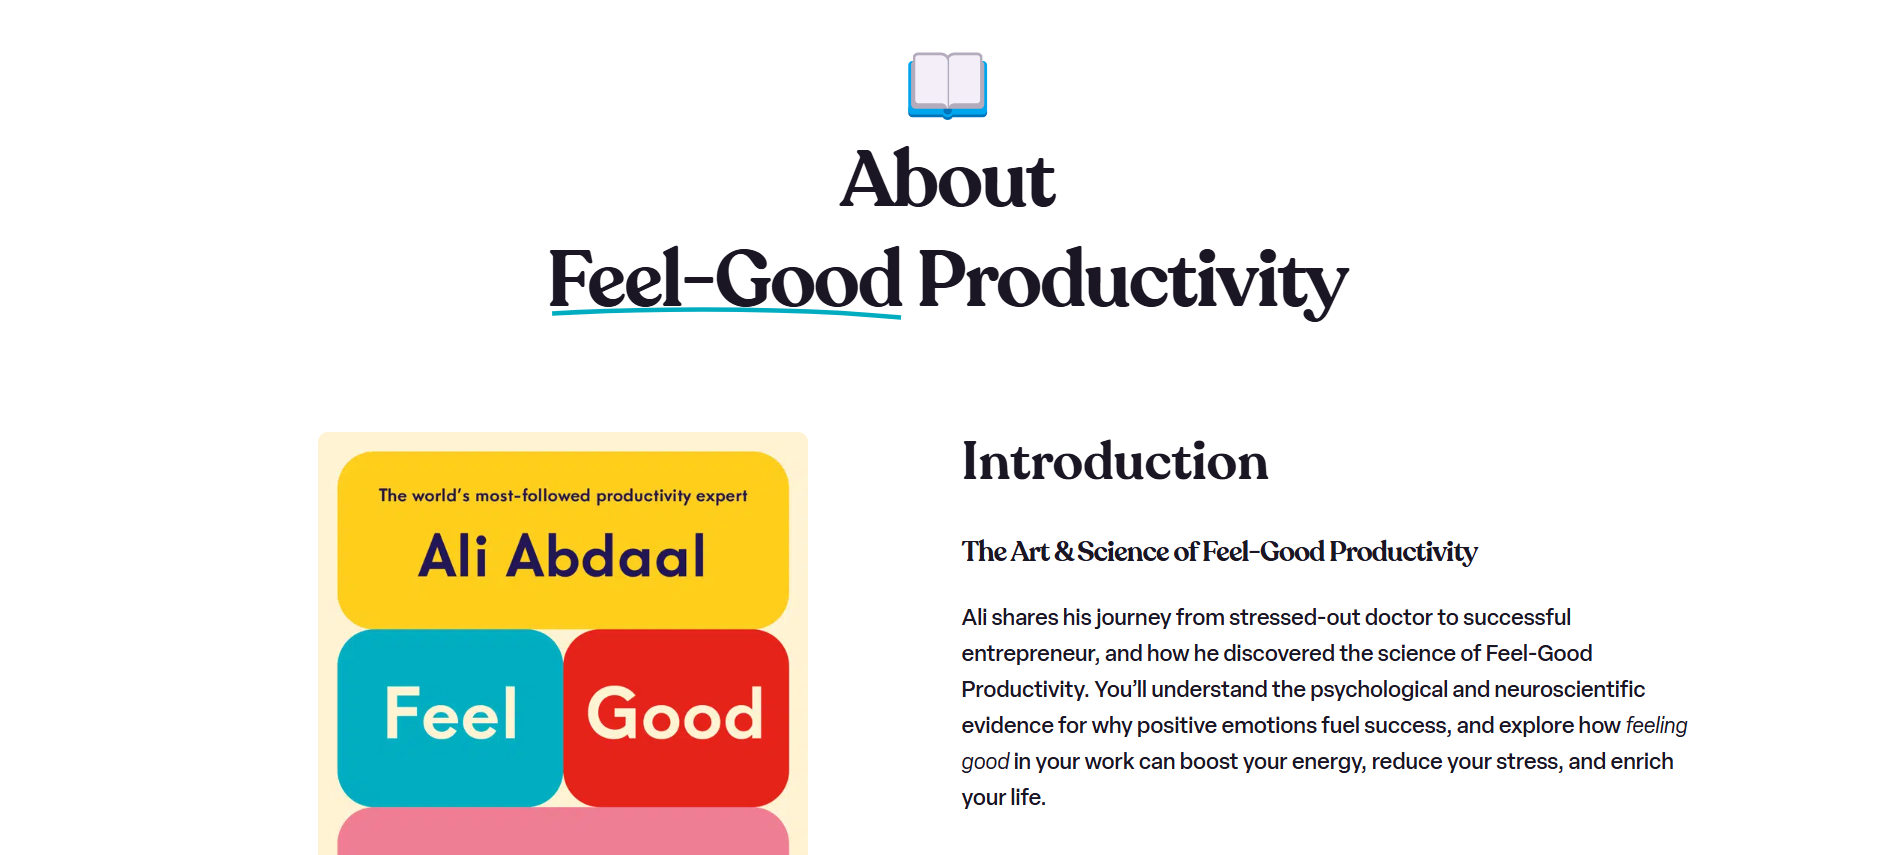 About
Feel-Good Productivity
The world's most-followed productivity expert
Ali Abdaal
Feel
Good
Introduction
The Art & Science of Feel-Good Productivity
Ali shares his journey from stressed-out doctor to successful
entrepreneur, and how he discovered the science of Feel-Good
Productivity. You’ll understand the psychological and neuroscientific
evidence for why positive emotions fuel success, and explore how feeling
good in your work can boost your energy, reduce your stress, and enrich
your life.